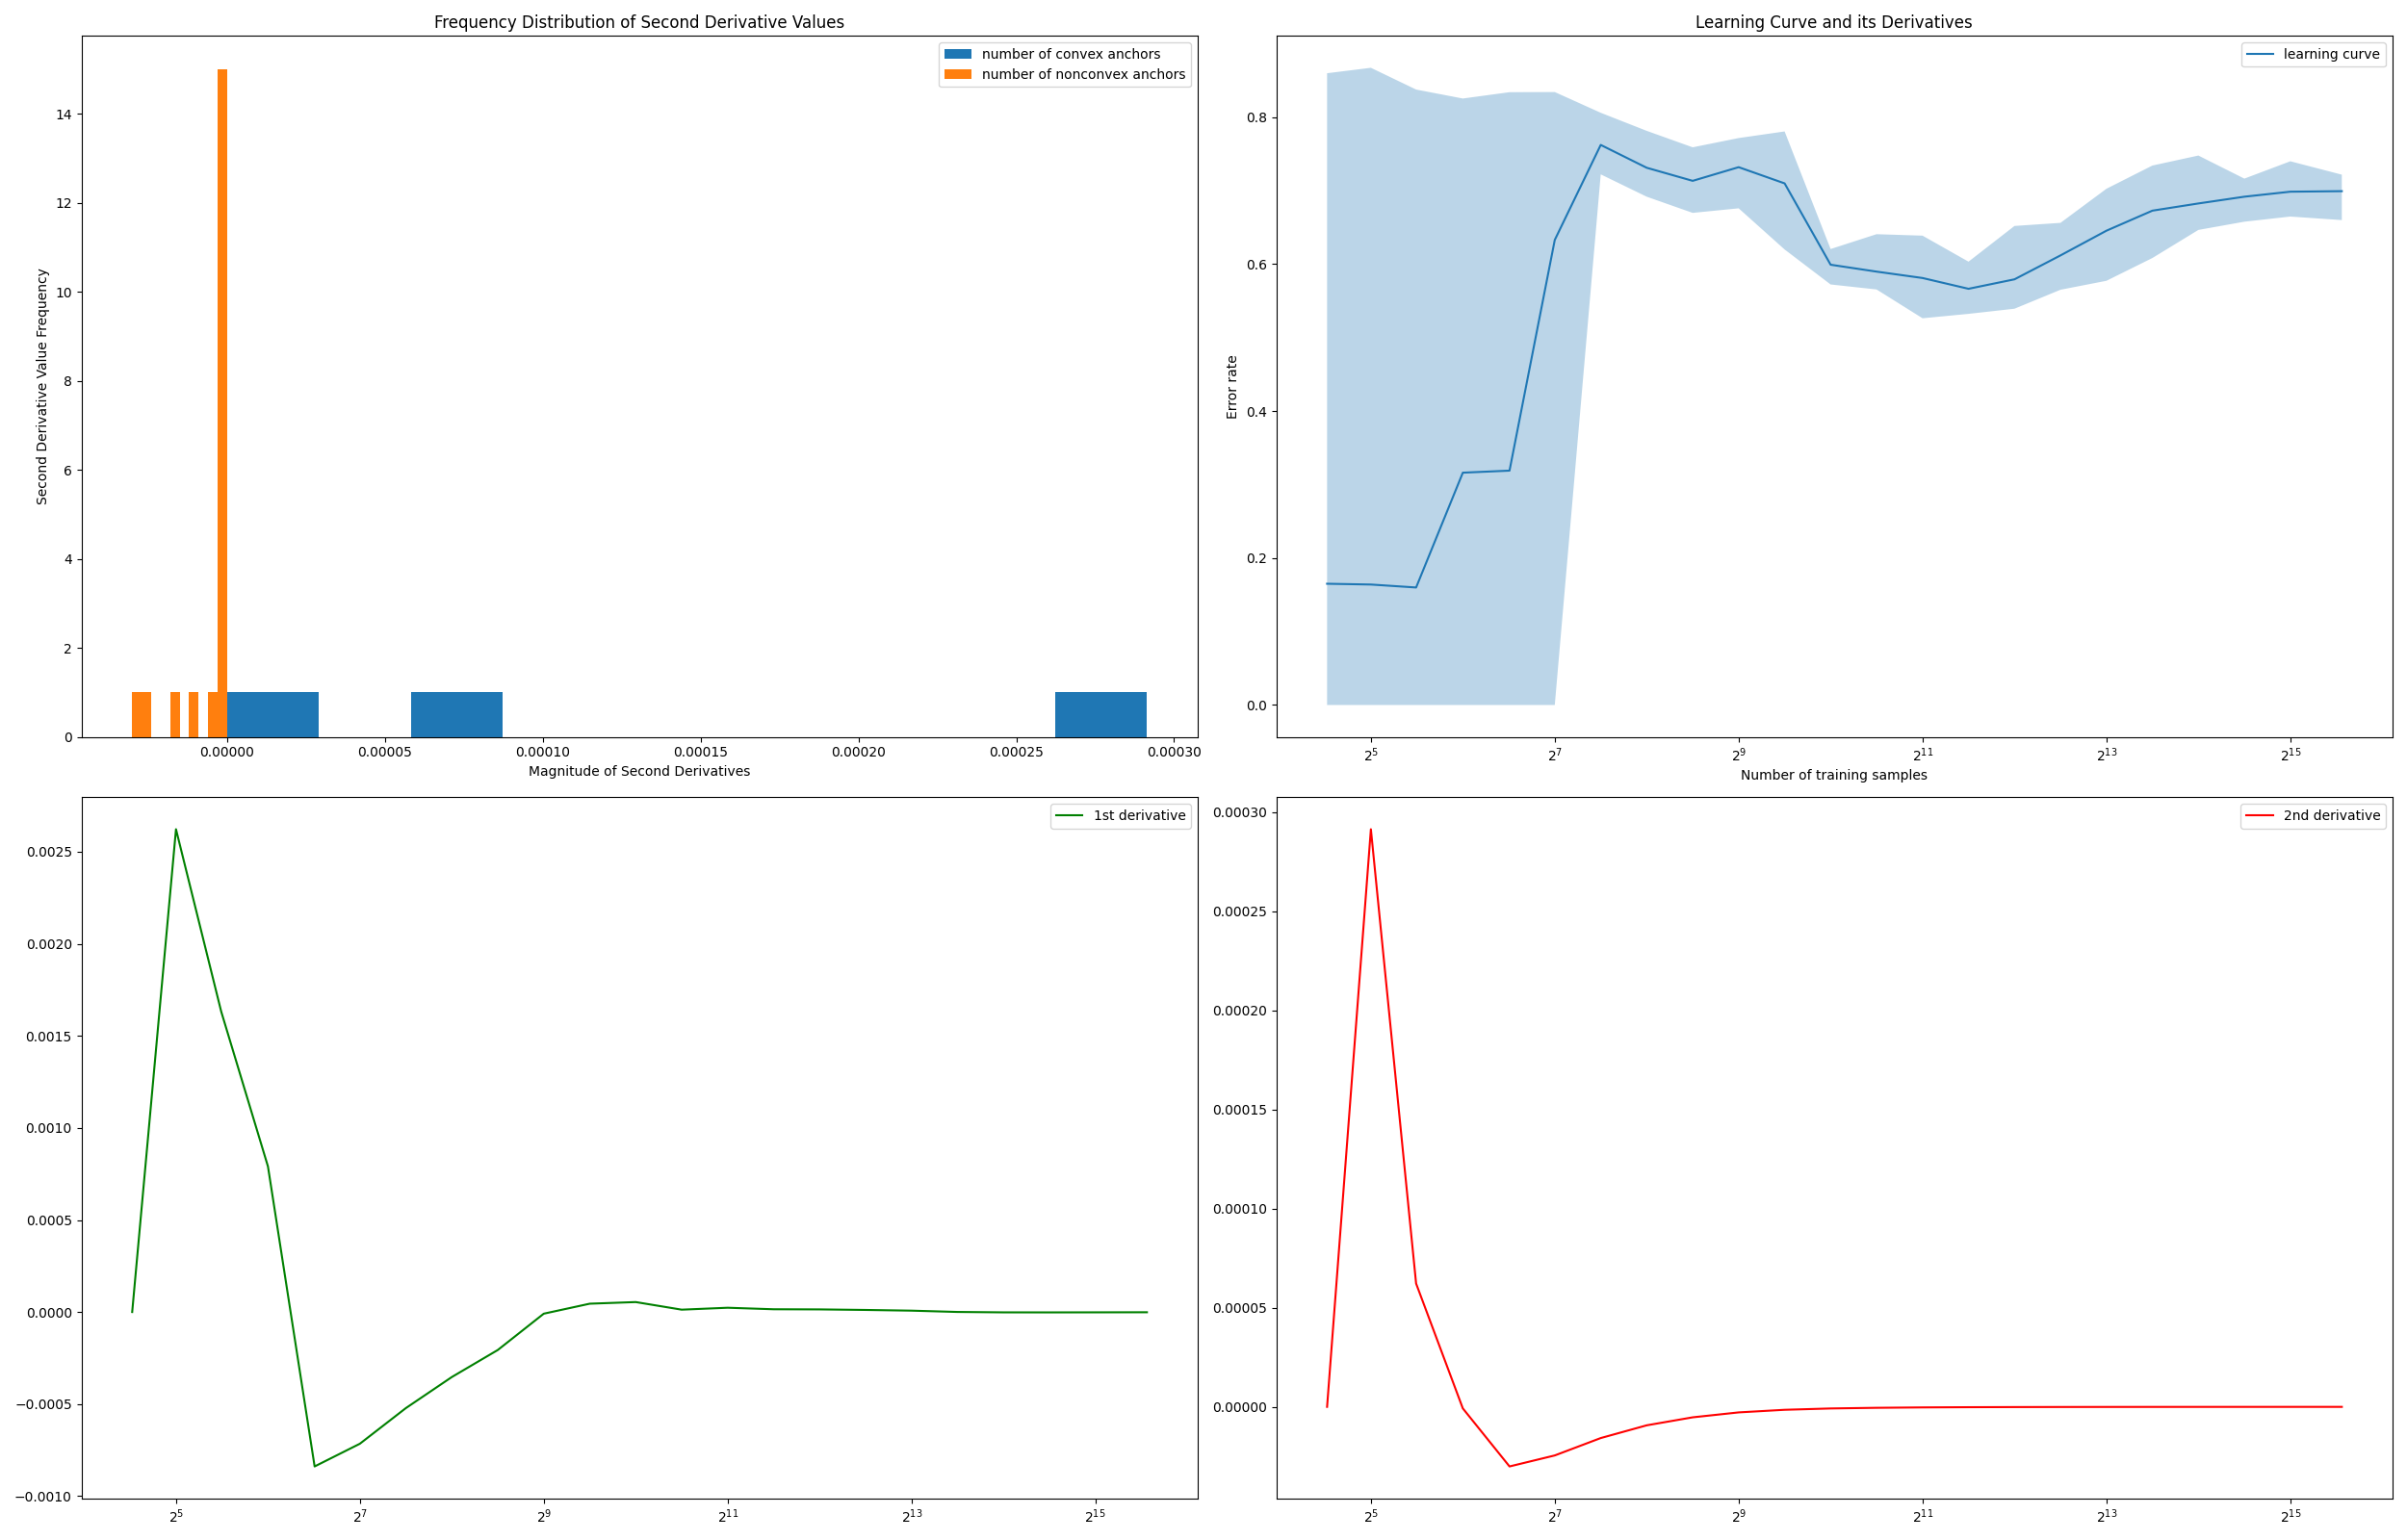 Frequency Distribution of Second Derivative Values
number of convex anchors
number of nonconvex anchors
Second Derivative Value Frequency
14
12
10
8
6
4
2
0
0.00000 0.00005 0.00010 0.00015 0.00020 0.00025 0.00030
Magnitude of Second Derivatives
Learning Curve and its Derivatives
learning curve
Error rate
0.8
0.6
0.4
0.2
0.0
2^5 2^7 2^9 2^11 2^13 2^15
Number of training samples
1st derivative
0.0025
0.0020
0.0015
0.0010
0.0005
0.0000
−0.0005
−0.0010
2^5 2^7 2^9 2^11 2^13 2^15
2nd derivative
0.00030
0.00025
0.00020
0.00015
0.00010
0.00005
0.00000
2^5 2^7 2^9 2^11 2^13 2^15